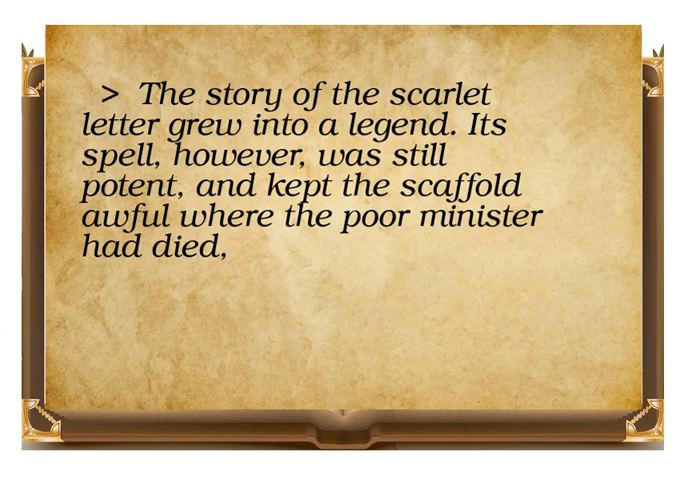 > The story of the scarlet
letter grew into a legend. Its
spell, however, was still
potent, and kept the scaffold
awful where the poor minister
had died,